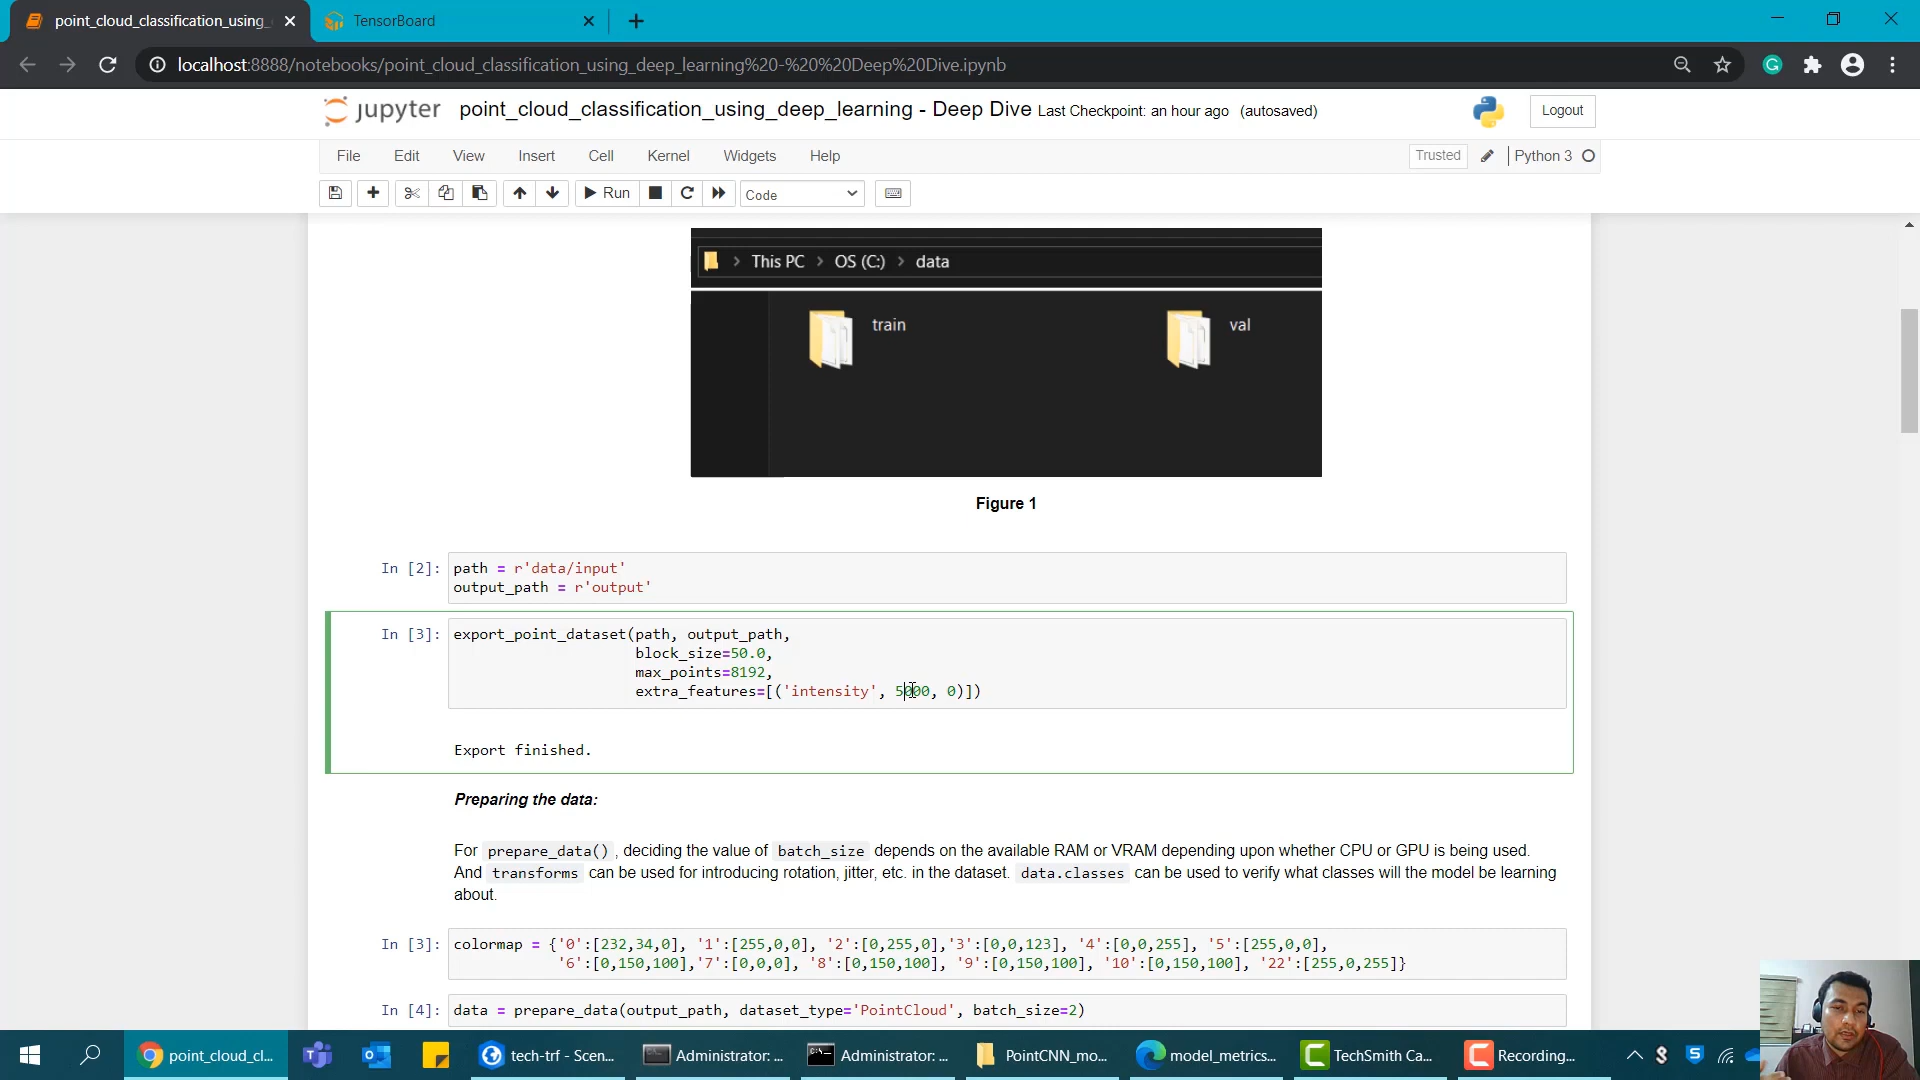 point_cloud_classification_using_
TensorBoard
localhost:8888/notebooks/point_cloud_classification_using_deep_learning%20-%20%20Deep%20Dive.ipynb
jupyter point_cloud_classification_using_deep_learning - Deep Dive Last Checkpoint: an hour ago (autosaved)
Logout
File Edit View Insert Cell Kernel Widgets Help
Trusted Python 3
Run Code
This PC > OS (C:) > data
train val
Figure 1
In [2]: path = r'data/input'
output_path = r'output'
In [3]: export_point_dataset(path, output_path,
block_size=50.0,
max_points=8192,
extra_features=[('intensity', 5000, 0)])
Export finished.
Preparing the data:
For prepare_data() , deciding the value of batch_size depends on the available RAM or VRAM depending upon whether CPU or GPU is being used.
And transforms can be used for introducing rotation, jitter, etc. in the dataset. data.classes can be used to verify what classes will the model be learning
about.
In [3]: colormap = {'0':[232,34,0], '1':[255,0,0], '2':[0,255,0],'3':[0,0,123], '4':[0,0,255], '5':[255,0,0],
'6':[0,150,100],'7':[0,0,0], '8':[0,150,100], '9':[0,150,100], '10':[0,150,100], '22':[255,0,255]}
In [4]: data = prepare_data(output_path, dataset_type='PointCloud', batch_size=2)
point_cloud_cl... tech-trf - Scen... Administrator: ... Administrator: ... PointCNN_mo... model_metrics... TechSmith Ca... Recording...